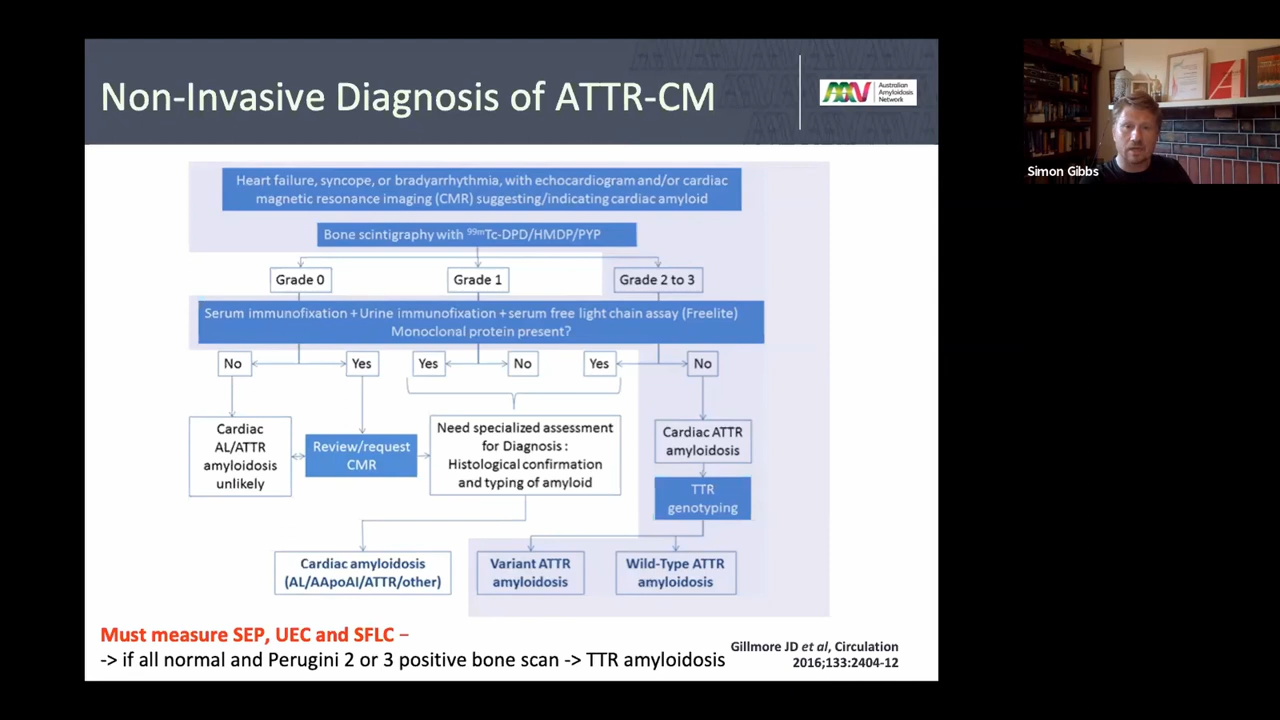 Non-Invasive Diagnosis of ATTR-CM
Australian
Amyloidosis
Network
Simon Gibbs
Heart failure, syncope, or bradyarrhythmia, with echocardiogram and/or cardiac
magnetic resonance imaging (CMR) suggesting/indicating cardiac amyloid
Bone scintigraphy with ⁹⁹ᵐTc-DPD/HMDP/PYP
Grade 0
Grade 1
Grade 2 to 3
Serum immunofixation + Urine immunofixation + serum free light chain assay (Freelite)
Monoclonal protein present?
No
Yes
Yes
No
Yes
No
Cardiac
AL/ATTR
amyloidosis
unlikely
Review/request
CMR
Need specialized assessment
for Diagnosis :
Histological confirmation
and typing of amyloid
Cardiac ATTR
amyloidosis
TTR
genotyping
Cardiac amyloidosis
(AL/AApoAI/ATTR/other)
Variant ATTR
amyloidosis
Wild-Type ATTR
amyloidosis
Must measure SEP, UEC and SFLC –
-> if all normal and Perugini 2 or 3 positive bone scan -> TTR amyloidosis
Gillmore JD et al, Circulation
2016;133:2404-12